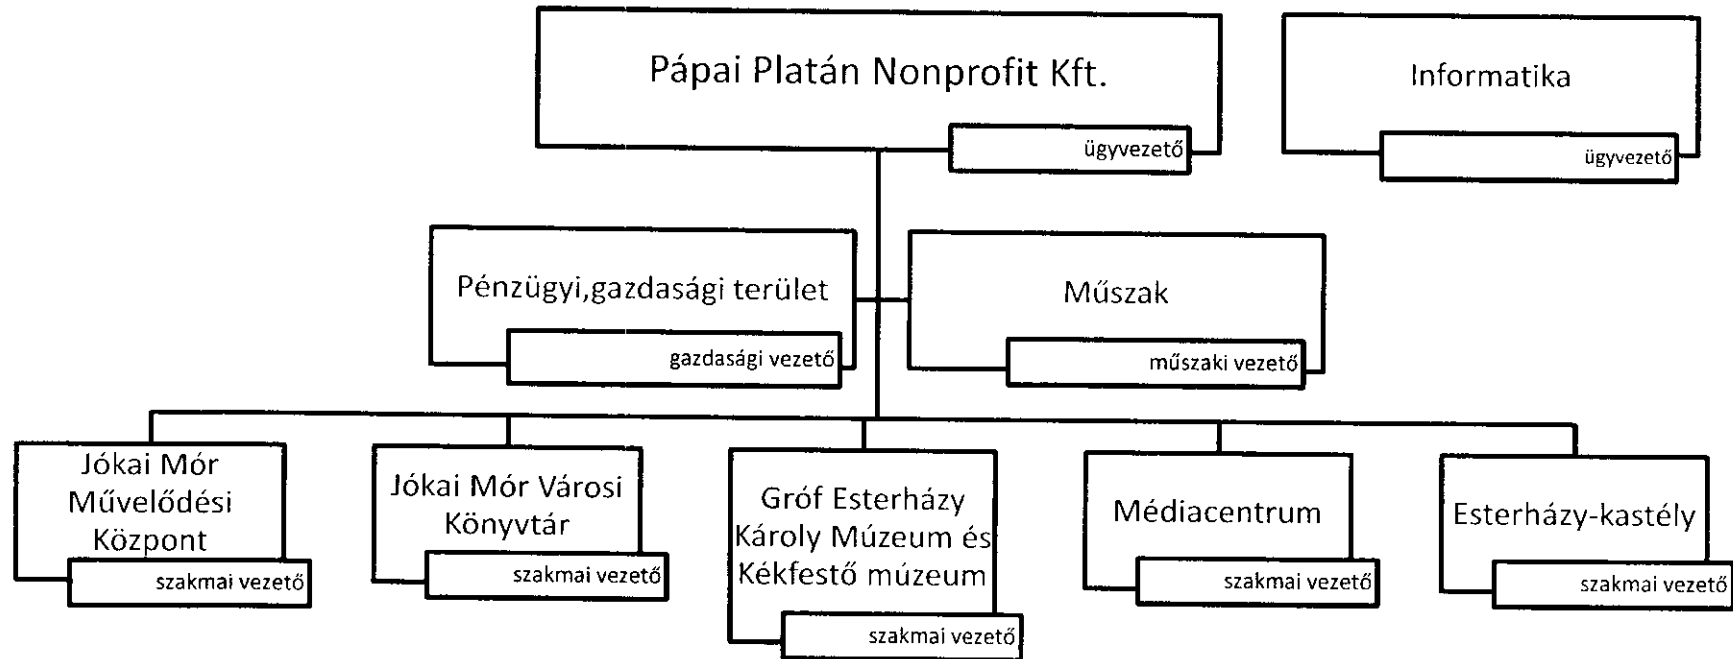 Pápai Platán Nonprofit Kft.
ügyvezető
Informatika
ügyvezető
Pénzügyi,gazdasági terület
gazdasági vezető
Műszak
műszaki vezető
Jókai Mór
Művelődési
Központ
szakmai vezető
Jókai Mór Városi
Könyvtár
szakmai vezető
Gróf Esterházy
Károly Múzeum és
Kékfestő múzeum
szakmai vezető
Médiacentrum
szakmai vezető
Esterházy-kastély
szakmai vezető